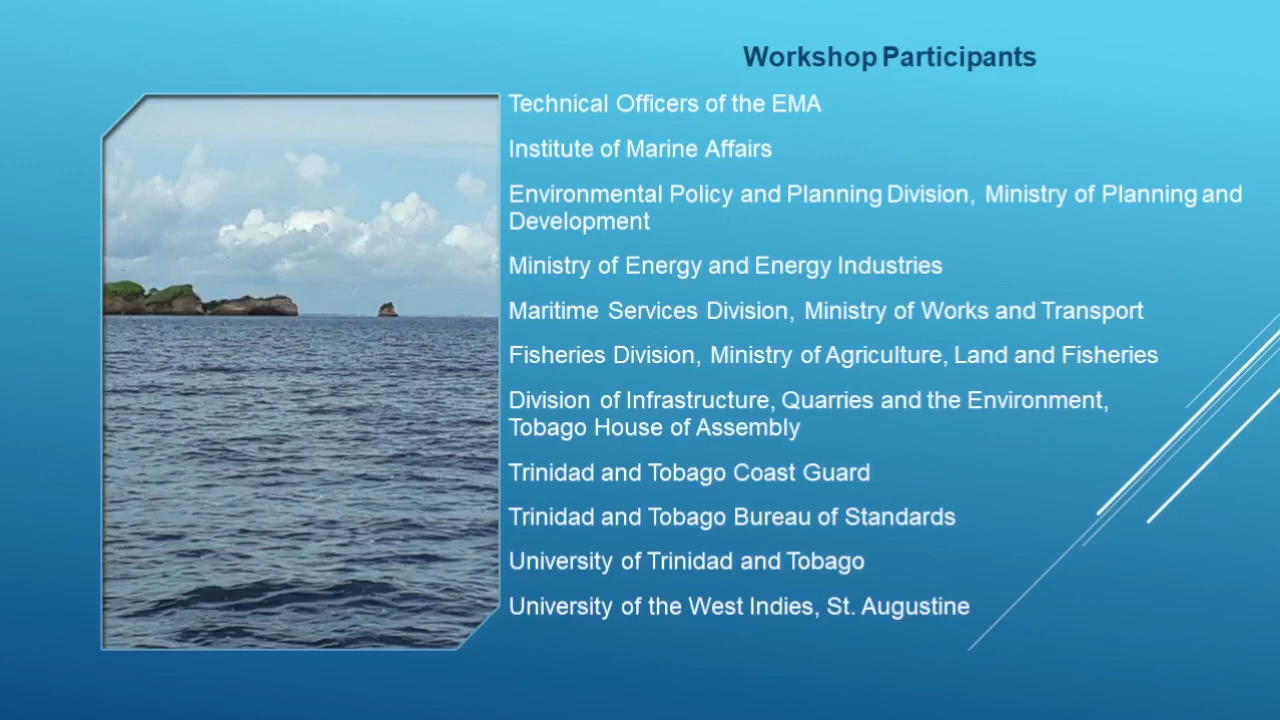 Workshop Participants
Technical Officers of the EMA
Institute of Marine Affairs
Environmental Policy and Planning Division, Ministry of Planning and
Development
Ministry of Energy and Energy Industries
Maritime Services Division, Ministry of Works and Transport
Fisheries Division, Ministry of Agriculture, Land and Fisheries
Division of Infrastructure, Quarries and the Environment,
Tobago House of Assembly
Trinidad and Tobago Coast Guard
Trinidad and Tobago Bureau of Standards
University of Trinidad and Tobago
University of the West Indies, St. Augustine